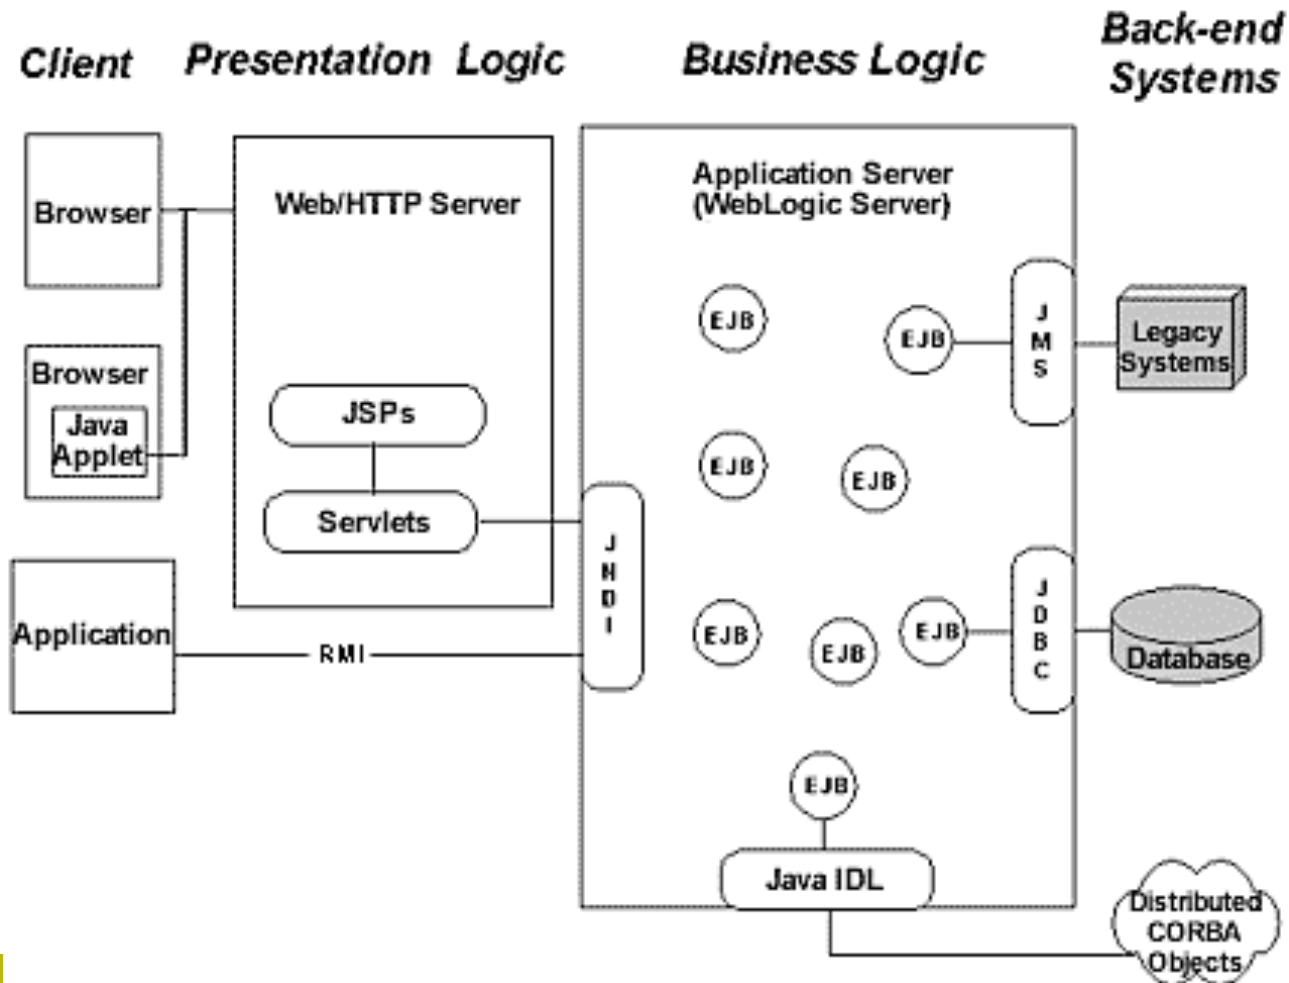 Client
Presentation Logic
Business Logic
Back-end
Systems
Browser
Web/HTTP Server
Application Server
(WebLogic Server)
EJB
EJB
J
M
S
Legacy
Systems
Browser
Java
Applet
JSPs
EJB
EJB
Servlets
J
N
D
I
Application
RMI
EJB
EJB
EJB
J
D
B
C
Database
EJB
Java IDL
Distributed
CORBA
Objects